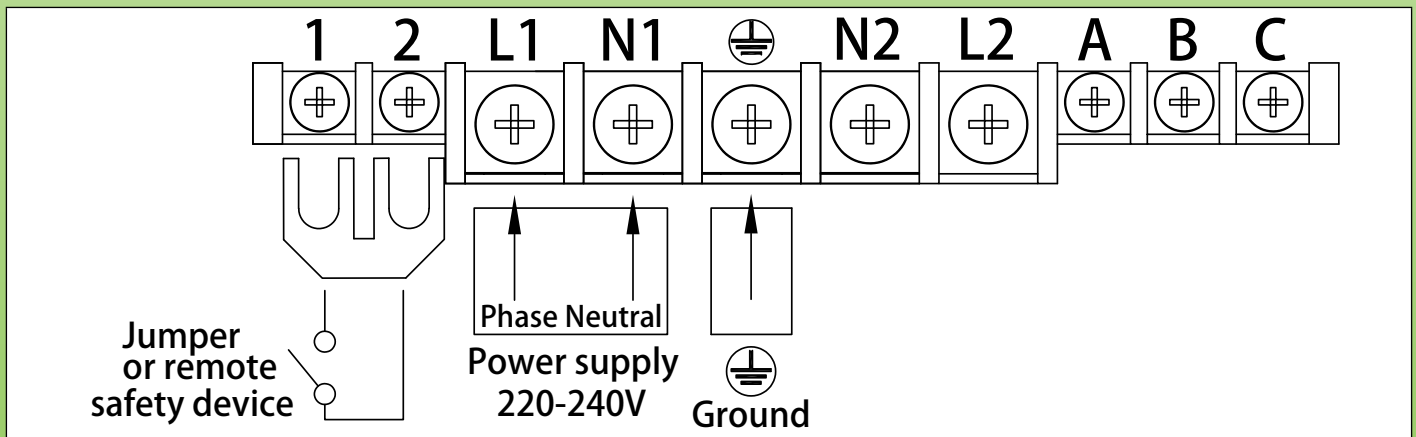 1 2 L1 N1 N2 L2 A B C
Phase Neutral
Jumper
or remote
safety device
Power supply
220-240V
Ground